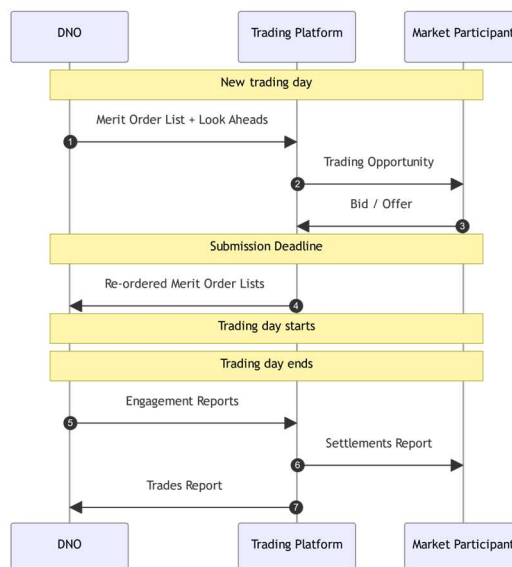 DNO
Trading Platform
Market Participant
New trading day
Merit Order List + Look Aheads
1
Trading Opportunity
2
Bid / Offer
3
Submission Deadline
Re-ordered Merit Order Lists
4
Trading day starts
Trading day ends
Engagement Reports
5
Settlements Report
6
Trades Report
7
DNO
Trading Platform
Market Participant